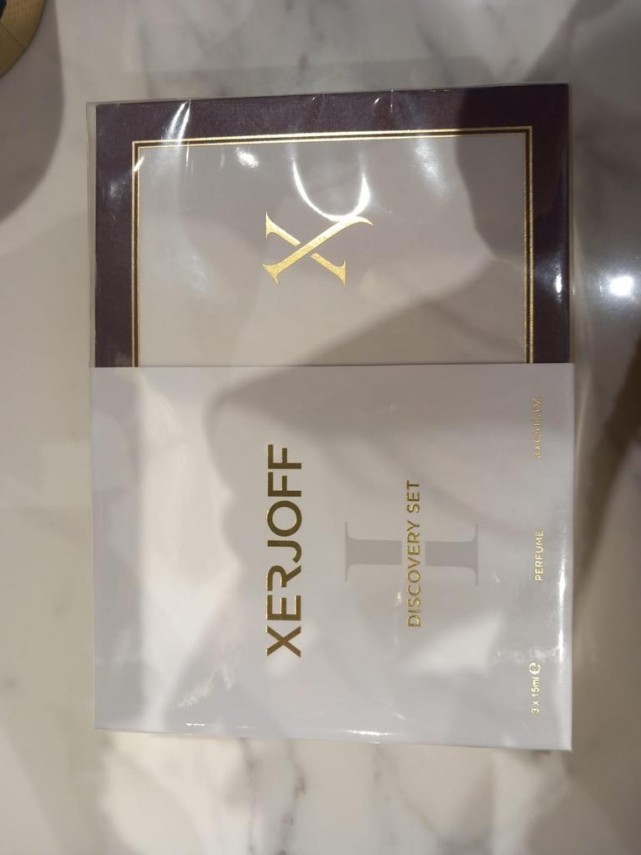 X
XERJOFF
I
DISCOVERY SET
3 x 15ml ℮ PERFUME